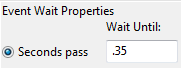 Event Wait Properties
Wait Until:
Seconds pass
.35